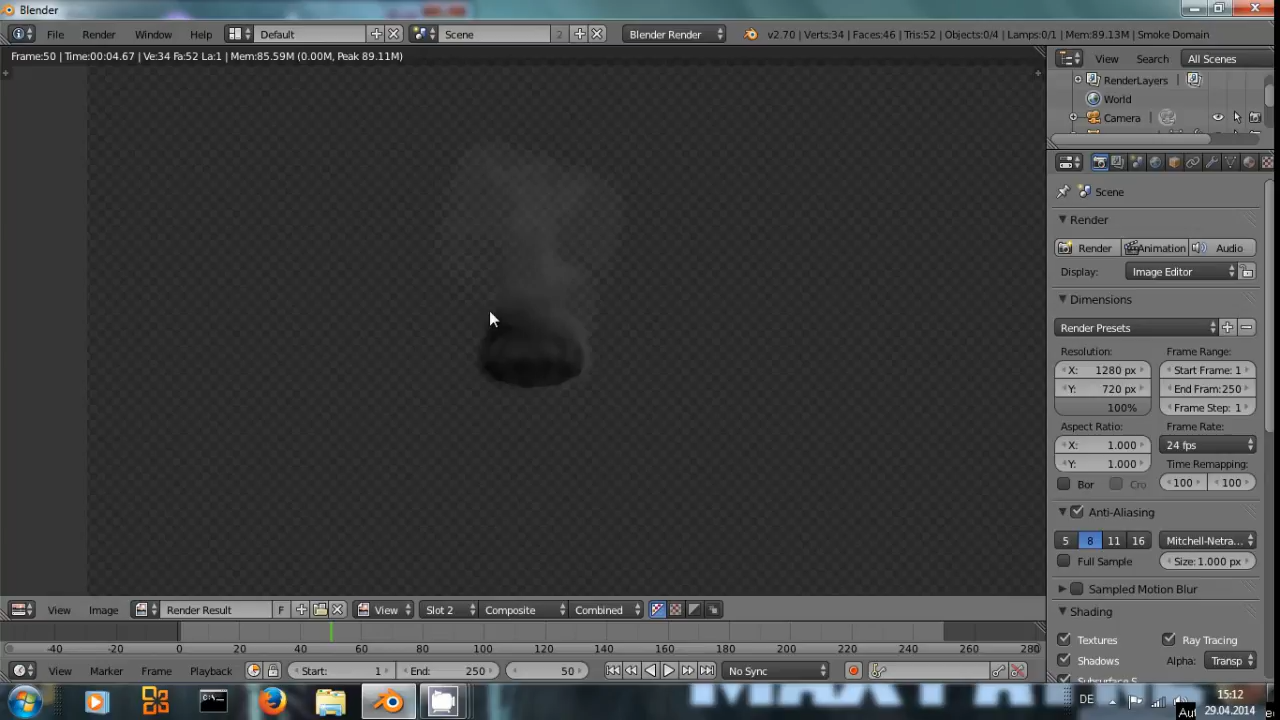 Blender
File Render Window Help Default Scene 2 Blender Render v2.70 | Verts:34 | Faces:46 | Tris:52 | Objects:0/4 | Lamps:0/1 | Mem:89.13M | Smoke Domain
Frame:50 | Time:00:04.67 | Ve:34 Fa:52 La:1 | Mem:85.59M (0.00M, Peak 89.11M)
View Search All Scenes
RenderLayers
World
Camera
Scene
Render
Render Animation Audio
Display: Image Editor
Dimensions
Render Presets
Resolution: Frame Range:
X: 1280 px Start Frame: 1
Y: 720 px End Fram:250
100% Frame Step: 1
Aspect Ratio: Frame Rate:
X: 1.000 24 fps
Y: 1.000 Time Remapping:
Bor Cro 100 100
Anti-Aliasing
5 8 11 16 Mitchell-Netra...
Full Sample Size:1.000 px
Sampled Motion Blur
Shading
Textures Ray Tracing
Shadows Alpha: Transp
View Image Render Result F View Slot 2 Composite Combined
-40 -20 0 20 40 60 80 100 120 140 160 180 200 220 240 260 280
View Marker Frame Playback Start: 1 End: 250 50 No Sync
DE 15:12
29.04.2014